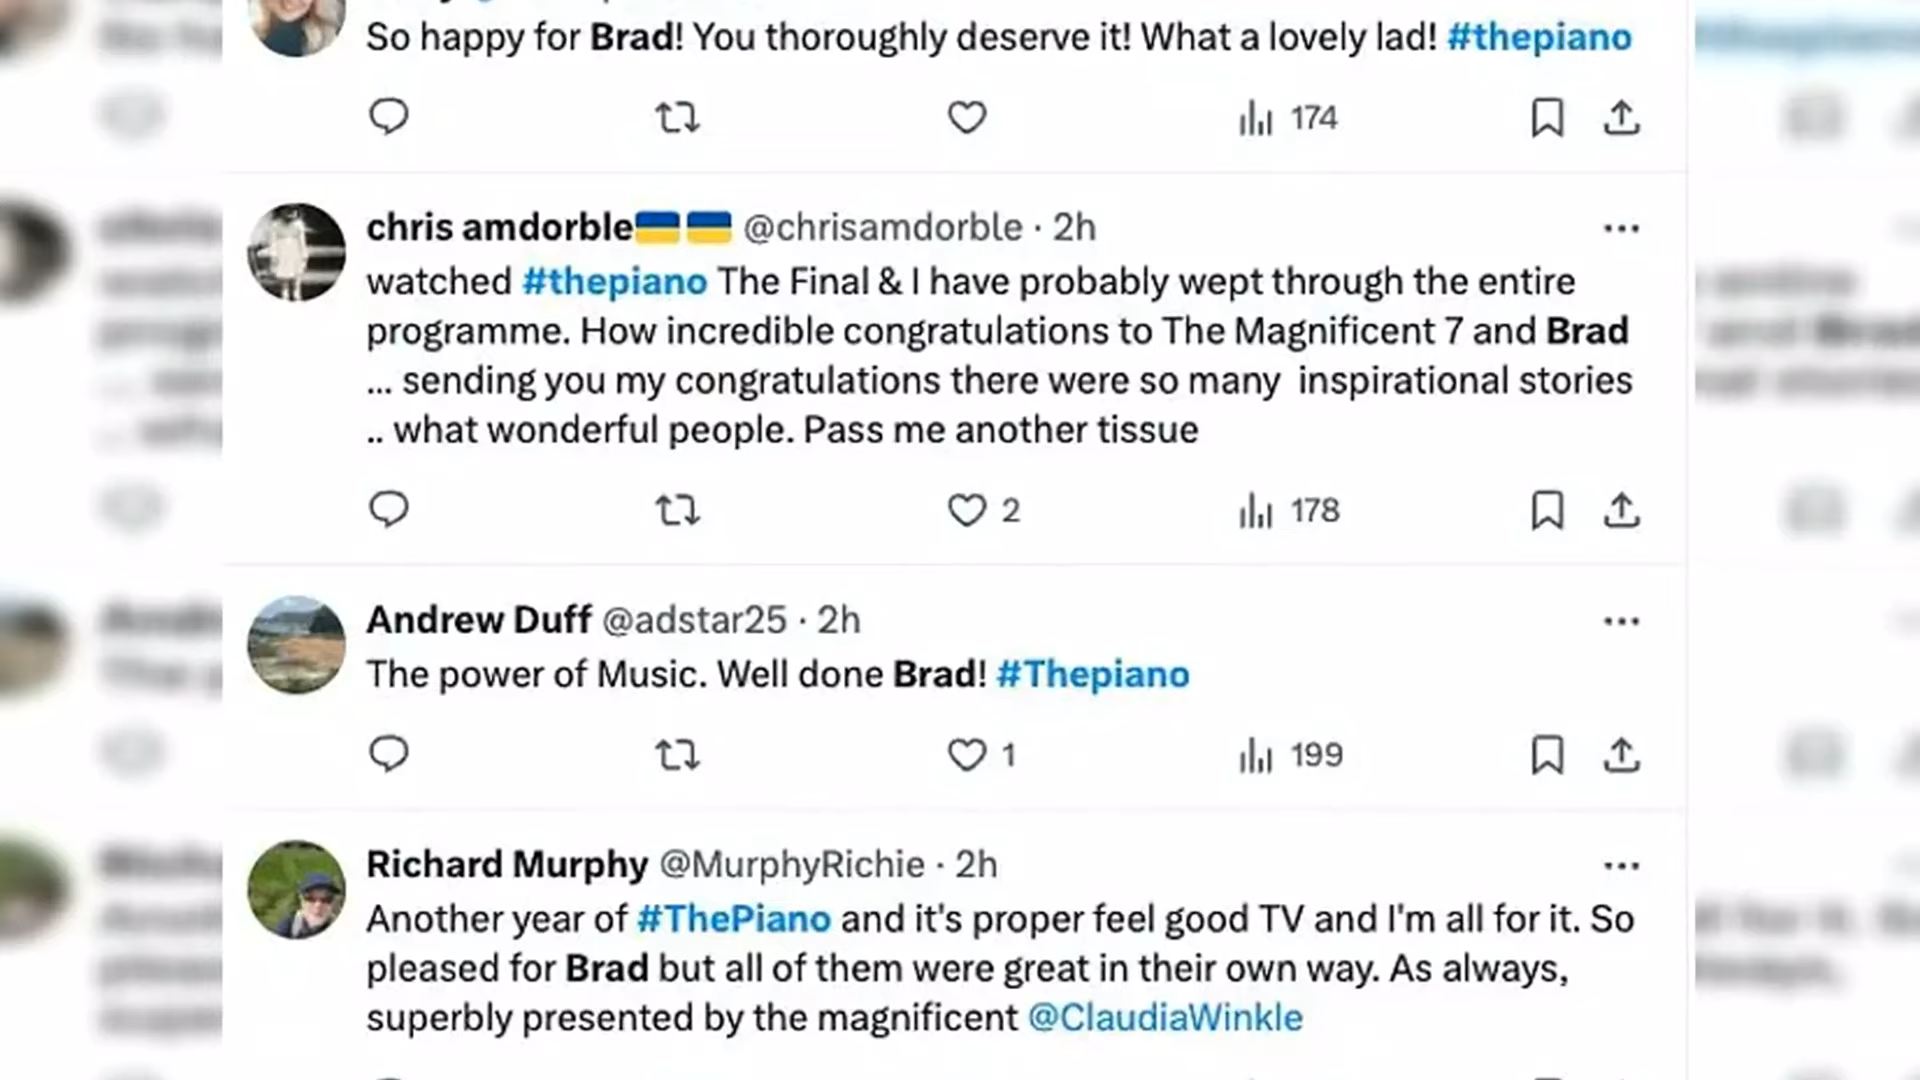 So happy for Brad! You thoroughly deserve it! What a lovely lad! #thepiano
174
chris amdorble @chrisamdorble · 2h
watched #thepiano The Final & I have probably wept through the entire
programme. How incredible congratulations to The Magnificent 7 and Brad
... sending you my congratulations there were so many  inspirational stories
.. what wonderful people. Pass me another tissue
2 178
Andrew Duff @adstar25 · 2h
The power of Music. Well done Brad! #Thepiano
1 199
Richard Murphy @MurphyRichie · 2h
Another year of #ThePiano and it's proper feel good TV and I'm all for it. So
pleased for Brad but all of them were great in their own way. As always,
superbly presented by the magnificent @ClaudiaWinkle